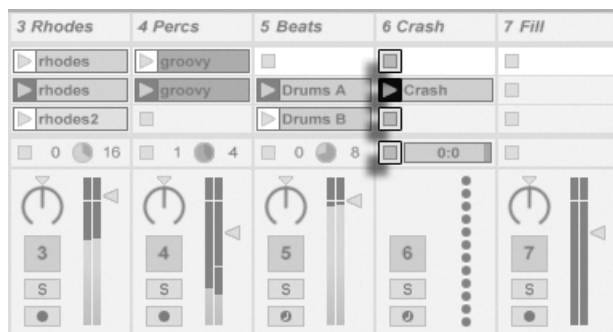 3 Rhodes 4 Percs 5 Beats 6 Crash 7 Fill
rhodes groovy
rhodes groovy Drums A Crash
rhodes2 Drums B
0 16 1 4 0 8 0:0
3 4 5 6 7
S S S S S